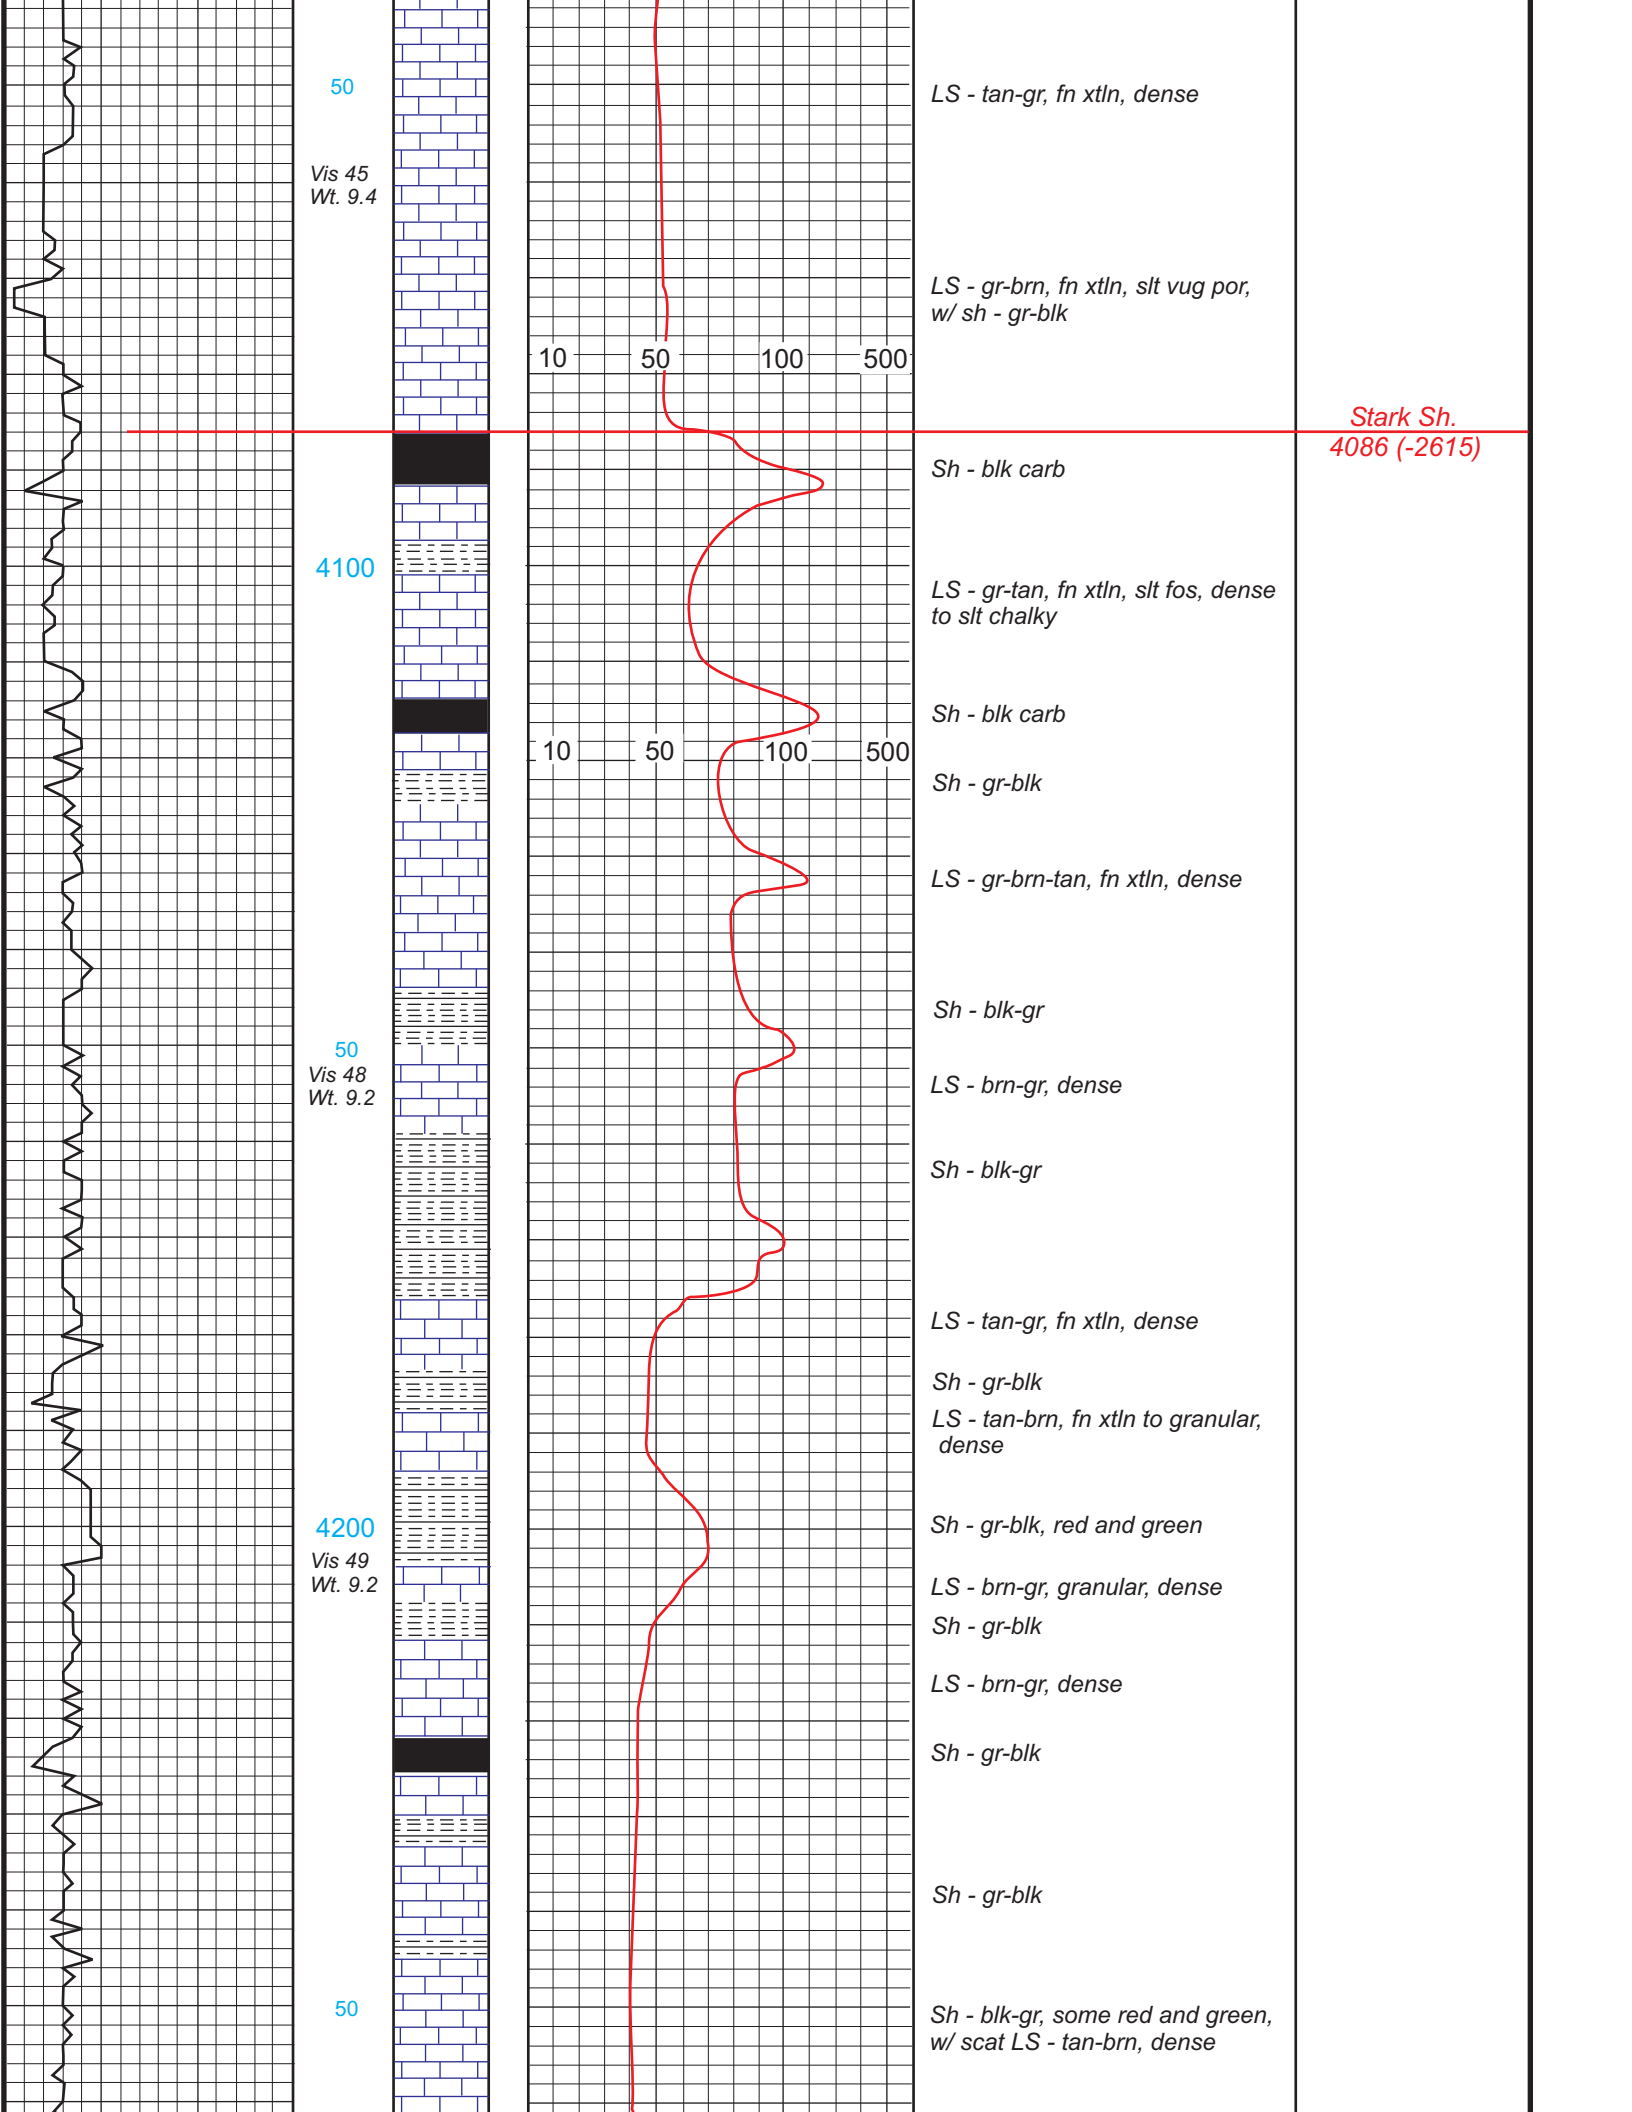 50
LS - tan-gr, fn xtln, dense
Vis 45
Wt. 9.4
LS - gr-brn, fn xtln, slt vug por,
w/ sh - gr-blk
10 50 100 500
Stark Sh.
4086 (-2615)
Sh - blk carb
4100
LS - gr-tan, fn xtln, slt fos, dense
to slt chalky
Sh - blk carb
10 50 100 500
Sh - gr-blk
LS - gr-brn-tan, fn xtln, dense
Sh - blk-gr
50
Vis 48
Wt. 9.2
LS - brn-gr, dense
Sh - blk-gr
LS - tan-gr, fn xtln, dense
Sh - gr-blk
LS - tan-brn, fn xtln to granular,
dense
4200
Sh - gr-blk, red and green
Vis 49
Wt. 9.2
LS - brn-gr, granular, dense
Sh - gr-blk
LS - brn-gr, dense
Sh - gr-blk
Sh - gr-blk
50
Sh - blk-gr, some red and green,
w/ scat LS - tan-brn, dense